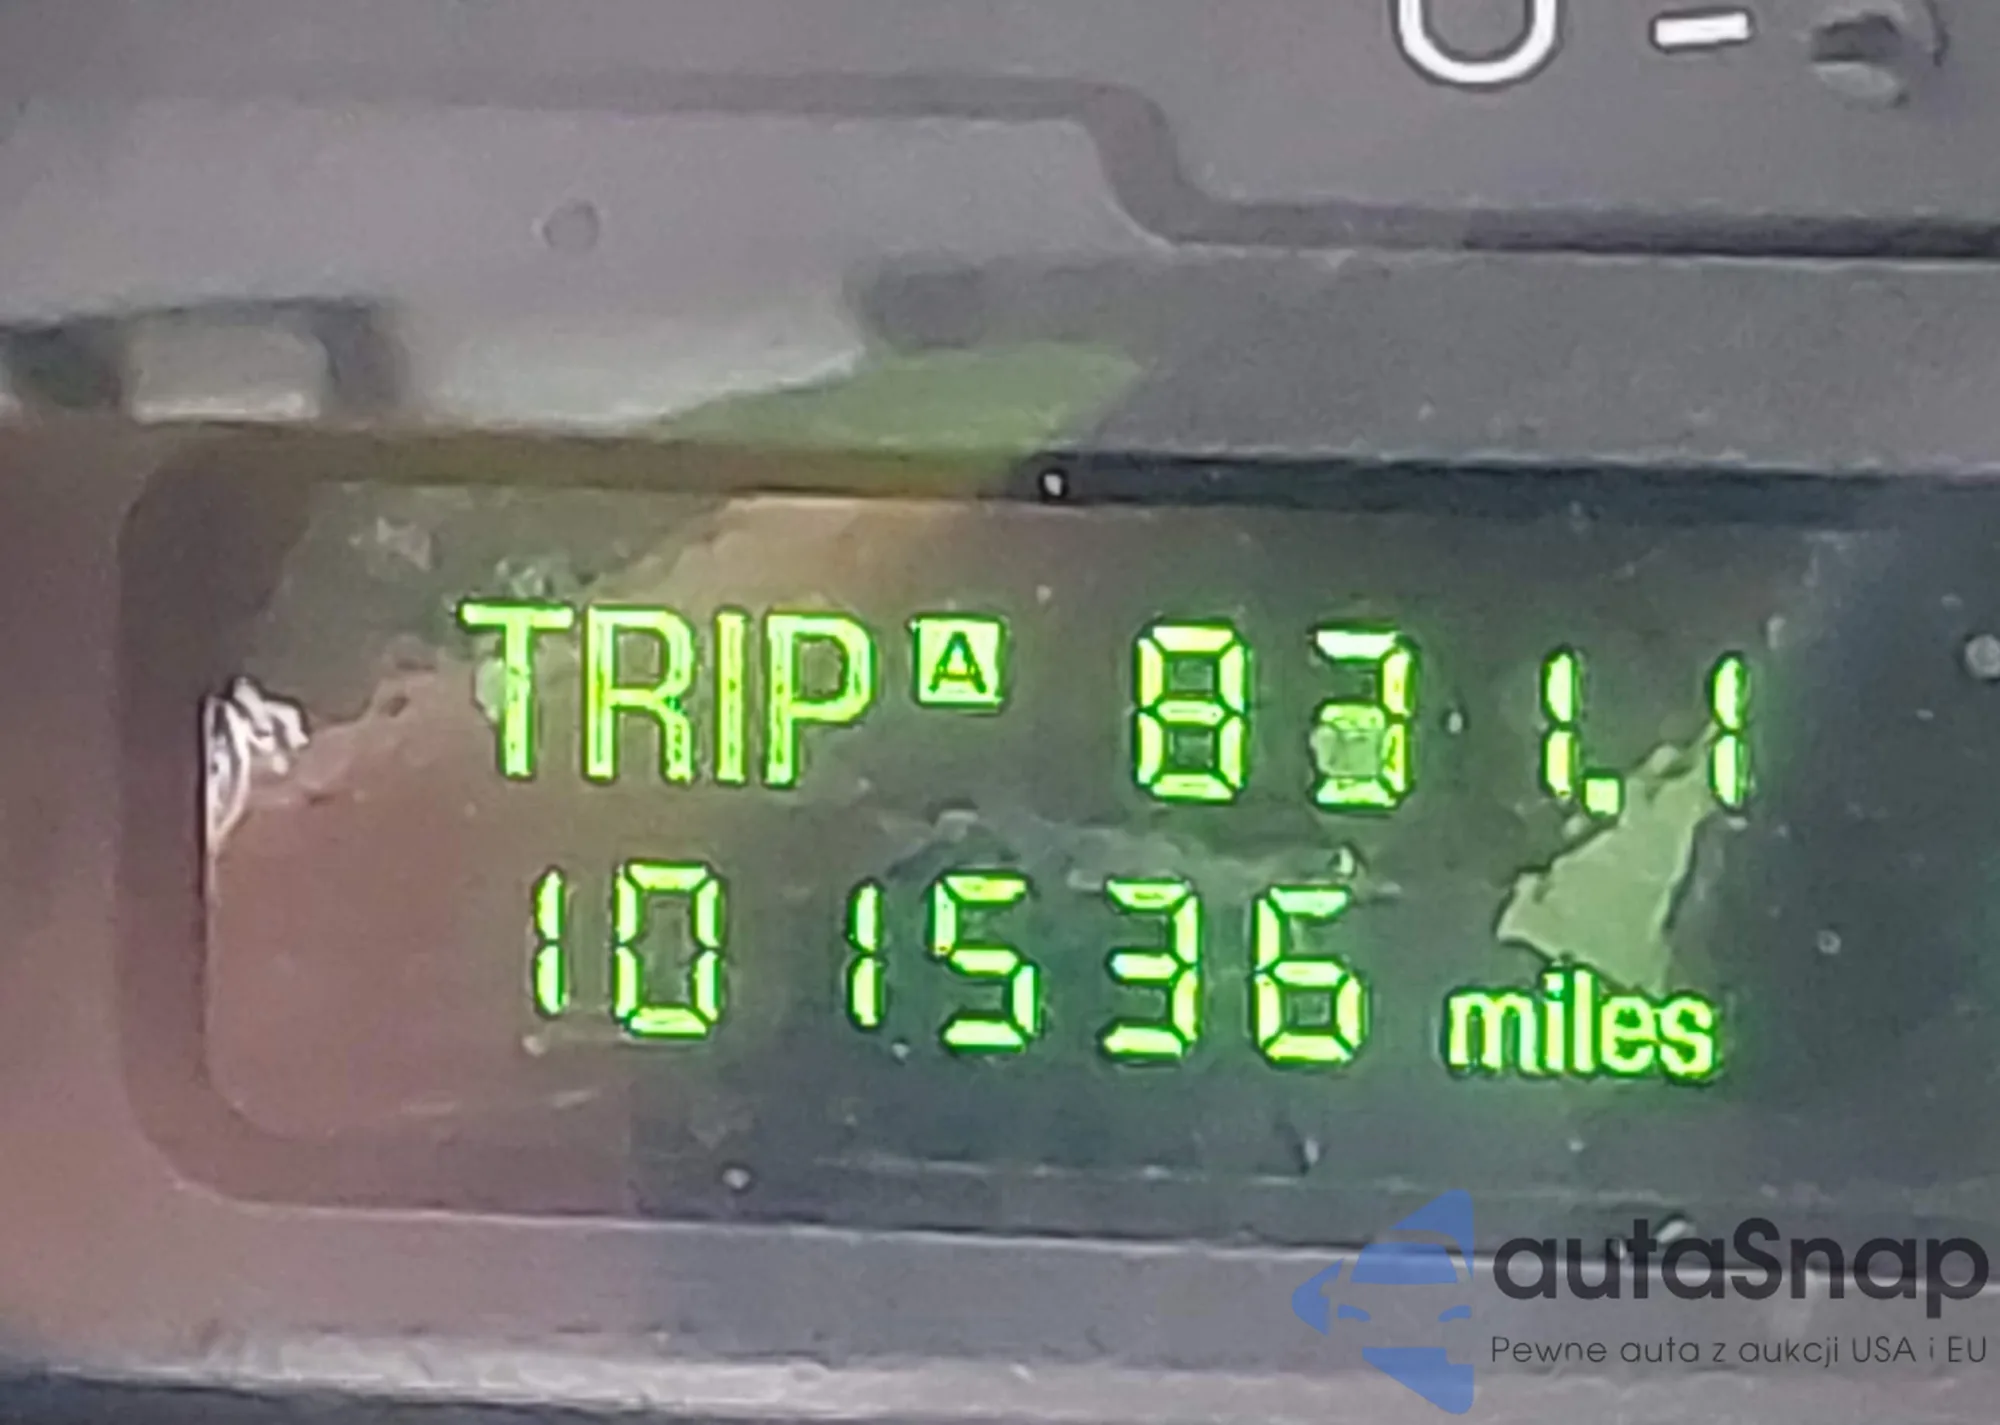 TRIP A 831.1
101536 miles
autaSnap
Pewne auta z aukcji USA i EU